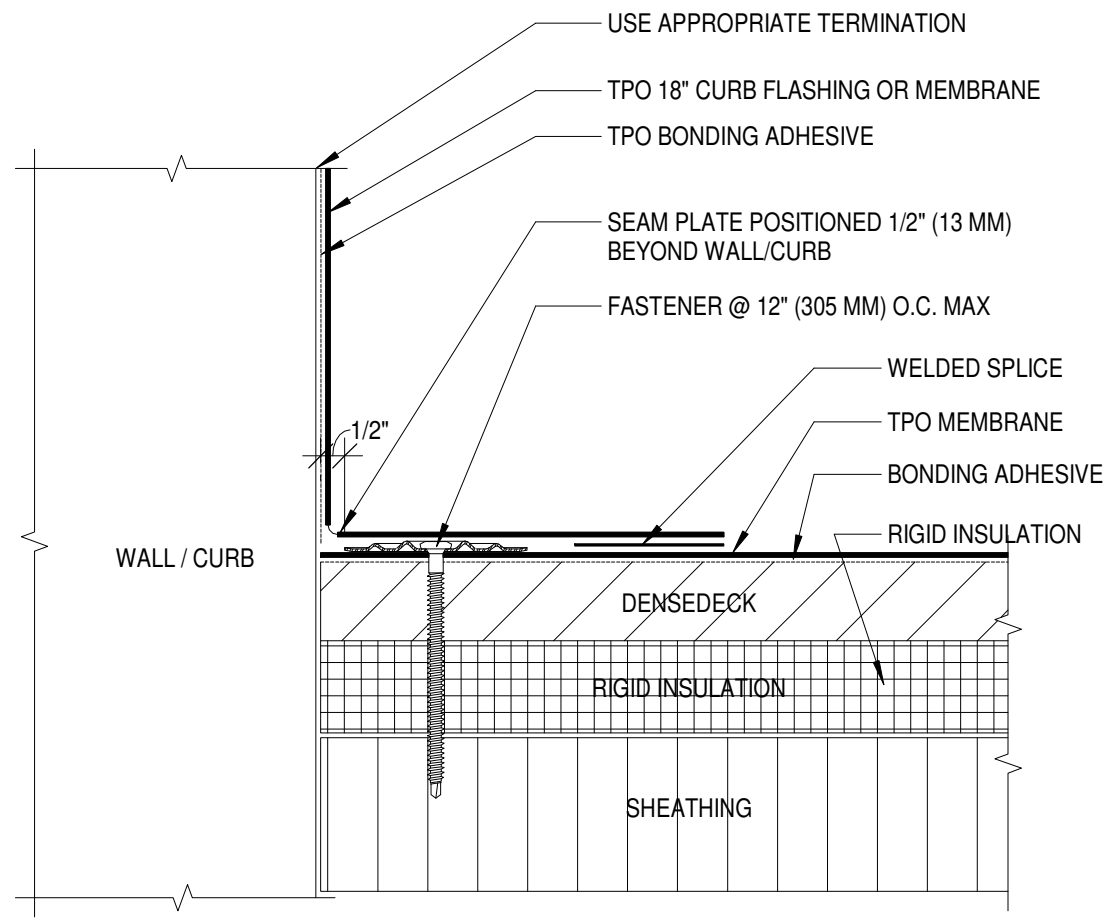 USE APPROPRIATE TERMINATION
TPO 18" CURB FLASHING OR MEMBRANE
TPO BONDING ADHESIVE
SEAM PLATE POSITIONED 1/2" (13 MM)
BEYOND WALL/CURB
FASTENER @ 12" (305 MM) O.C. MAX
WELDED SPLICE
TPO MEMBRANE
1/2"
BONDING ADHESIVE
RIGID INSULATION
WALL / CURB
DENSEDECK
RIGID INSULATION
SHEATHING